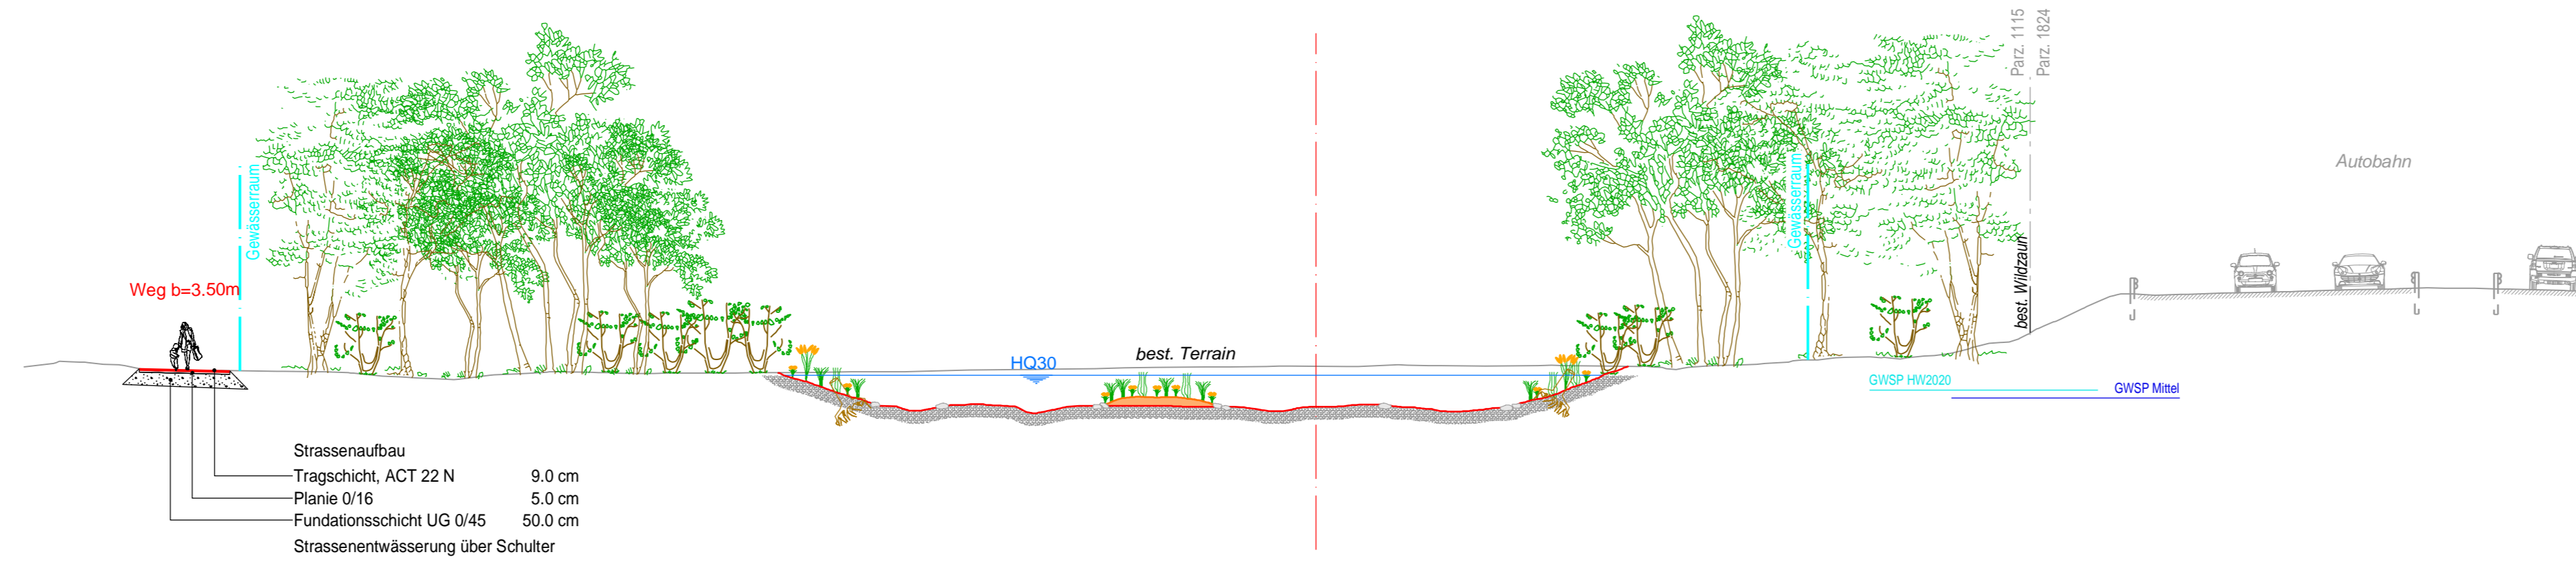 Parz. 1115
Parz. 1824
Gewässerraum
Gewässerraum
Autobahn
best. Wildzaun
Weg b=3.50m
HQ30
best. Terrain
GWSP HW2020
GWSP Mittel
Strassenaufbau
Tragschicht, ACT 22 N 9.0 cm
Planie 0/16 5.0 cm
Fundationsschicht UG 0/45 50.0 cm
Strassenentwässerung über Schulter